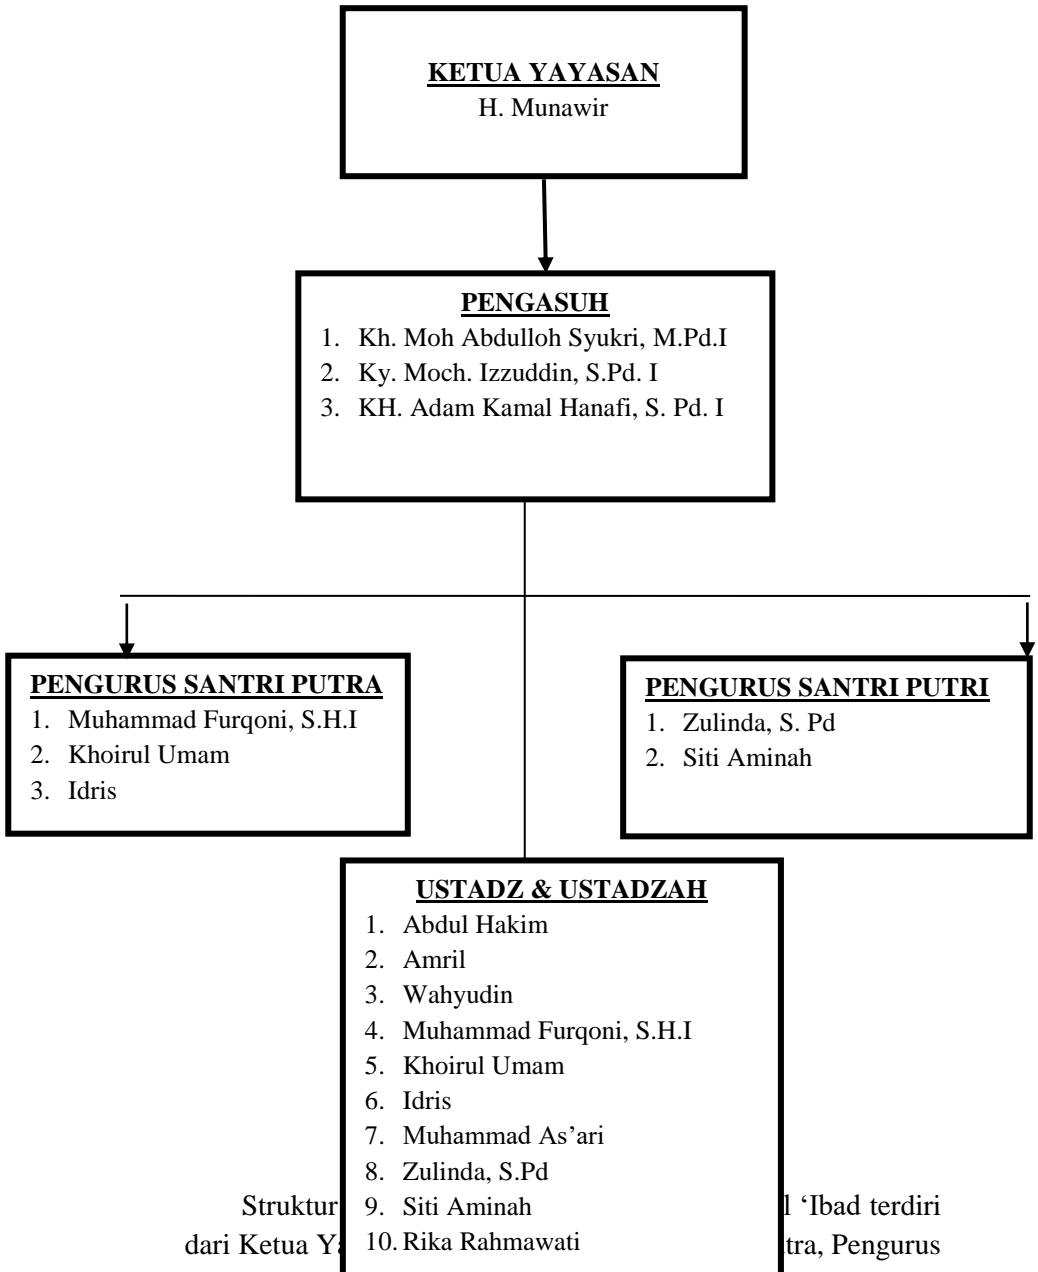 KETUA YAYASAN
H. Munawir
PENGASUH
1. Kh. Moh Abdulloh Syukri, M.Pd.I
2. Ky. Moch. Izzuddin, S.Pd. I
3. KH. Adam Kamal Hanafi, S. Pd. I
PENGURUS SANTRI PUTRA
1. Muhammad Furqoni, S.H.I
2. Khoirul Umam
3. Idris
PENGURUS SANTRI PUTRI
1. Zulinda, S. Pd
2. Siti Aminah
USTADZ & USTADZAH
1. Abdul Hakim
2. Amril
3. Wahyudin
4. Muhammad Furqoni, S.H.I
5. Khoirul Umam
6. Idris
7. Muhammad As’ari
8. Zulinda, S.Pd
9. Siti Aminah
10. Rika Rahmawati
Struktur ‘Ibad terdiri
dari Ketua Pengurus